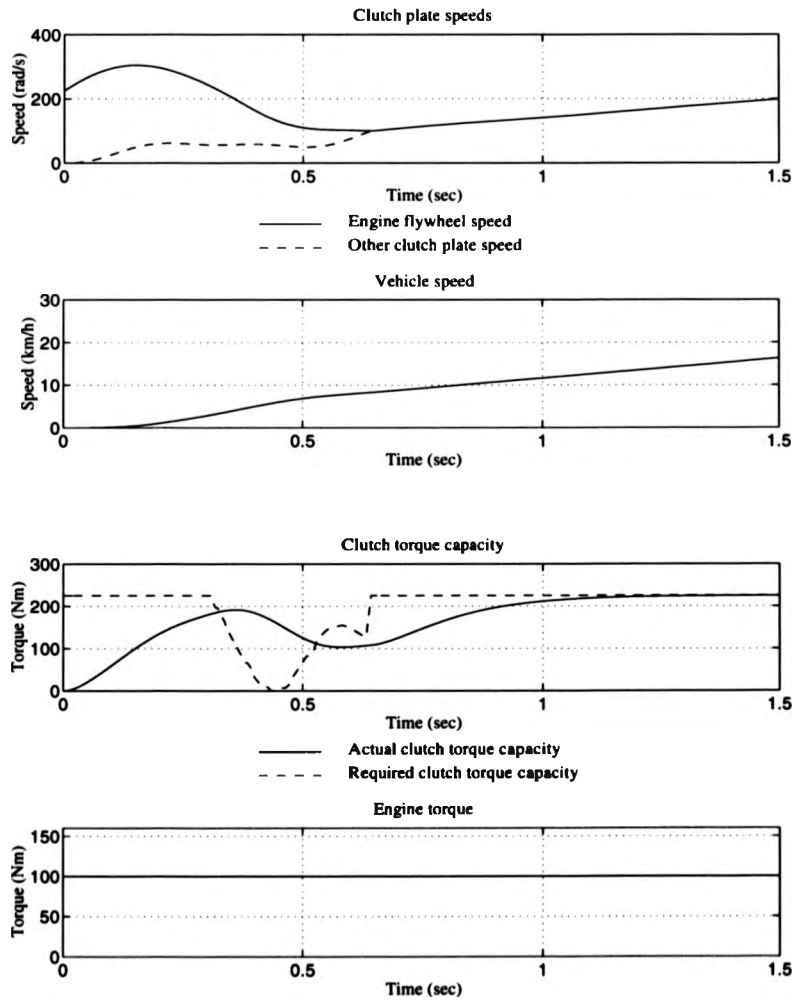 Clutch plate speeds
Speed (rad/s)
400
200
0
0
0.5
1
1.5
Time (sec)
Engine flywheel speed
Other clutch plate speed
Vehicle speed
Speed (km/h)
30
20
10
0
0
0.5
1
1.5
Time (sec)
Clutch torque capacity
Torque (Nm)
300
200
100
0
0
0.5
1
1.5
Time (sec)
Actual clutch torque capacity
Required clutch torque capacity
Engine torque
Torque (Nm)
150
100
50
0
0
0.5
1
1.5
Time (sec)